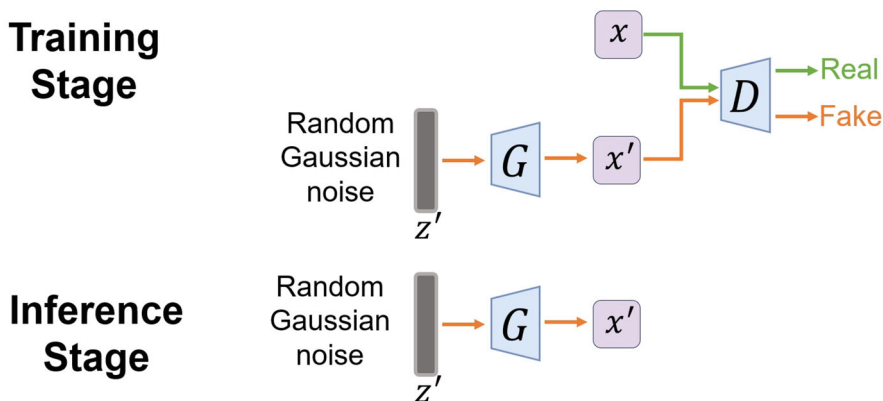 Training
Stage
x
D
Real
Fake
Random
Gaussian
noise
z′
G
x′
Inference
Stage
Random
Gaussian
noise
z′
G
x′